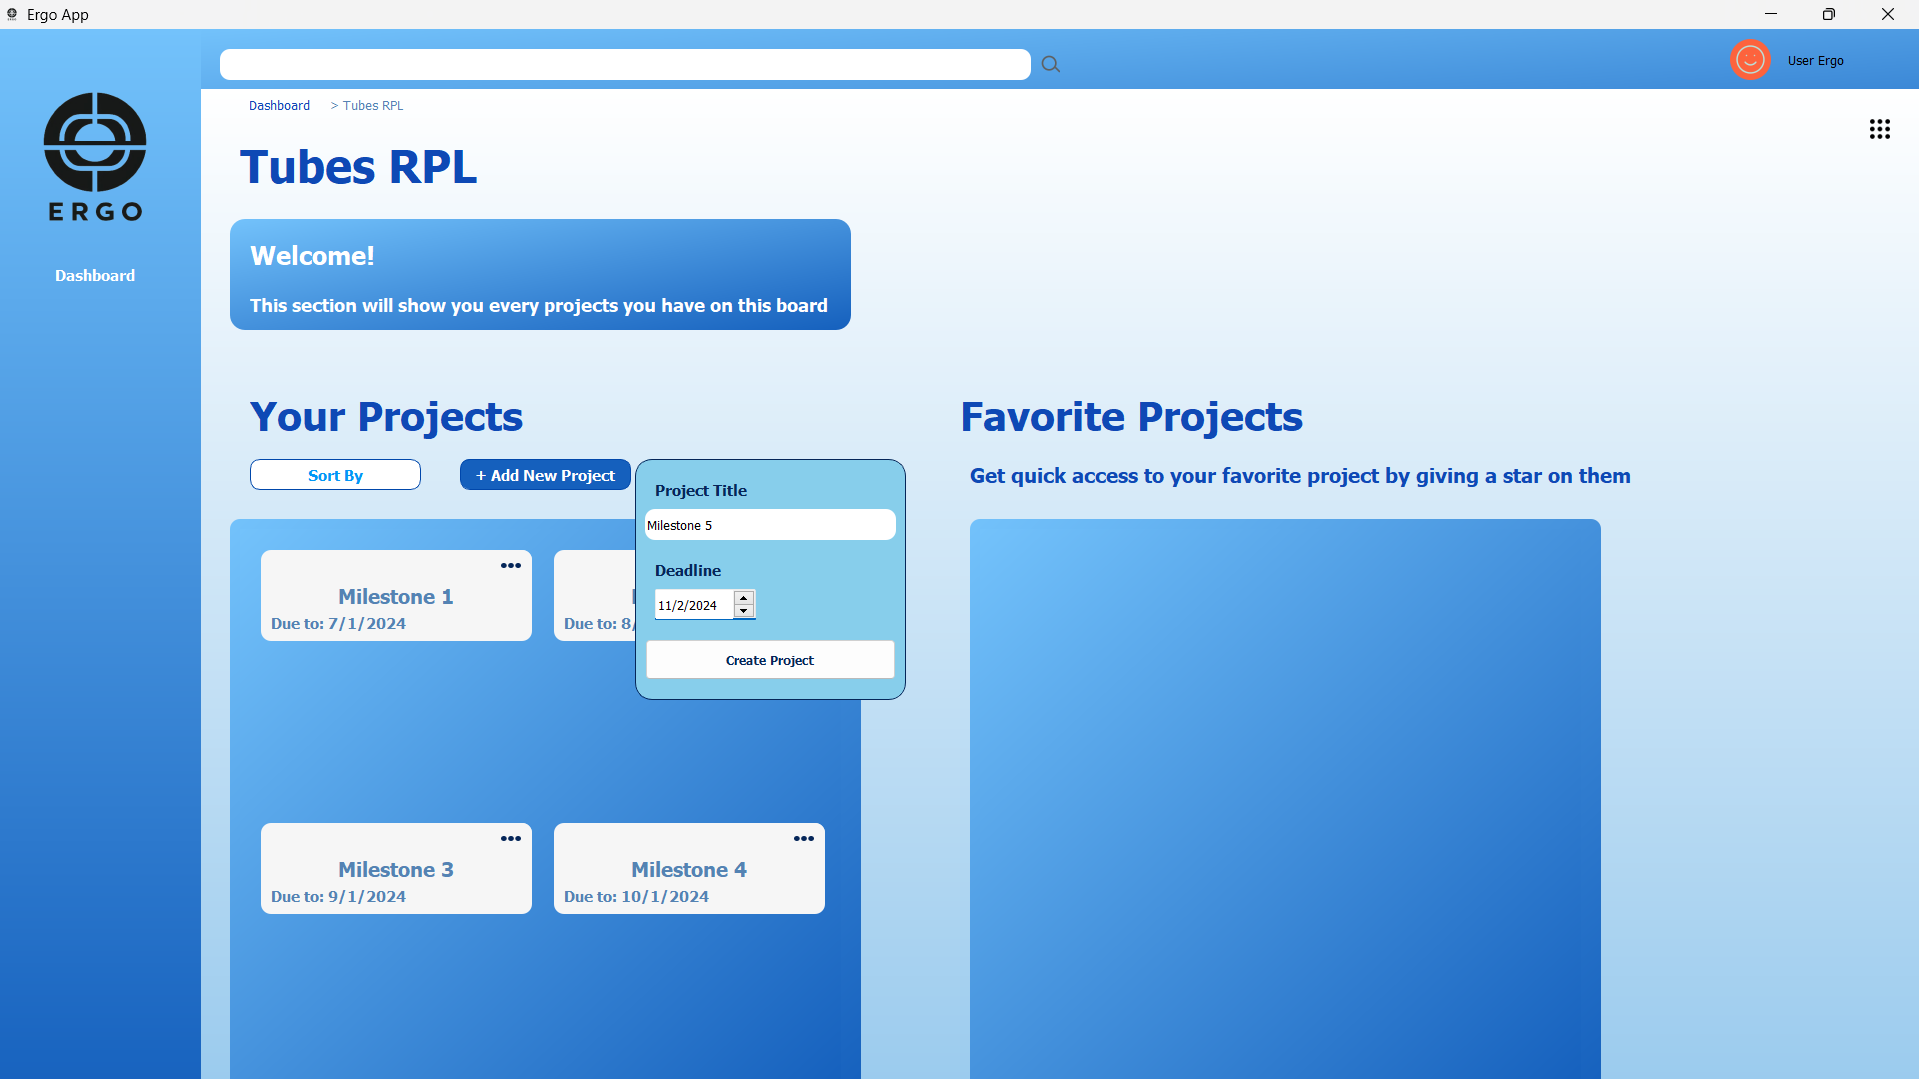 Ergo App
User Ergo
Dashboard > Tubes RPL
ERGO
Dashboard
Tubes RPL
Welcome!
This section will show you every projects you have on this board
Your Projects
Sort By
+ Add New Project
Project Title
Milestone 5
Deadline
11/2/2024
Create Project
Milestone 1
Due to: 7/1/2024
Due to: 8/
Milestone 3
Due to: 9/1/2024
Milestone 4
Due to: 10/1/2024
Favorite Projects
Get quick access to your favorite project by giving a star on them